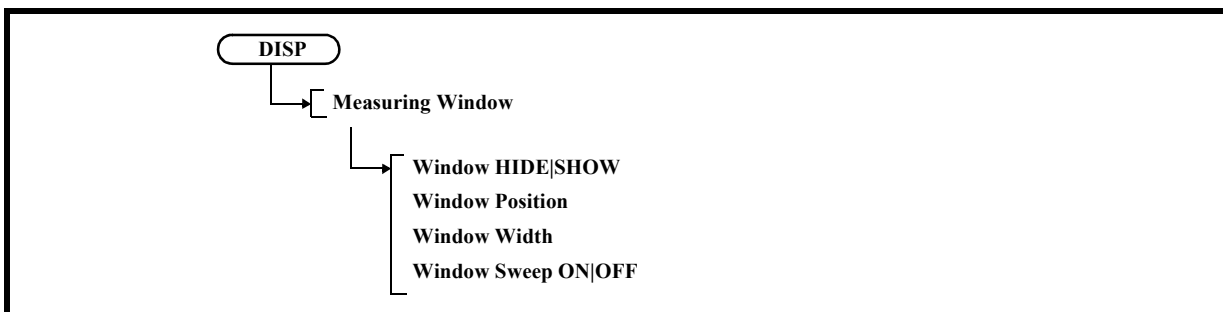 DISP
Measuring Window
Window HIDE|SHOW
Window Position
Window Width
Window Sweep ON|OFF